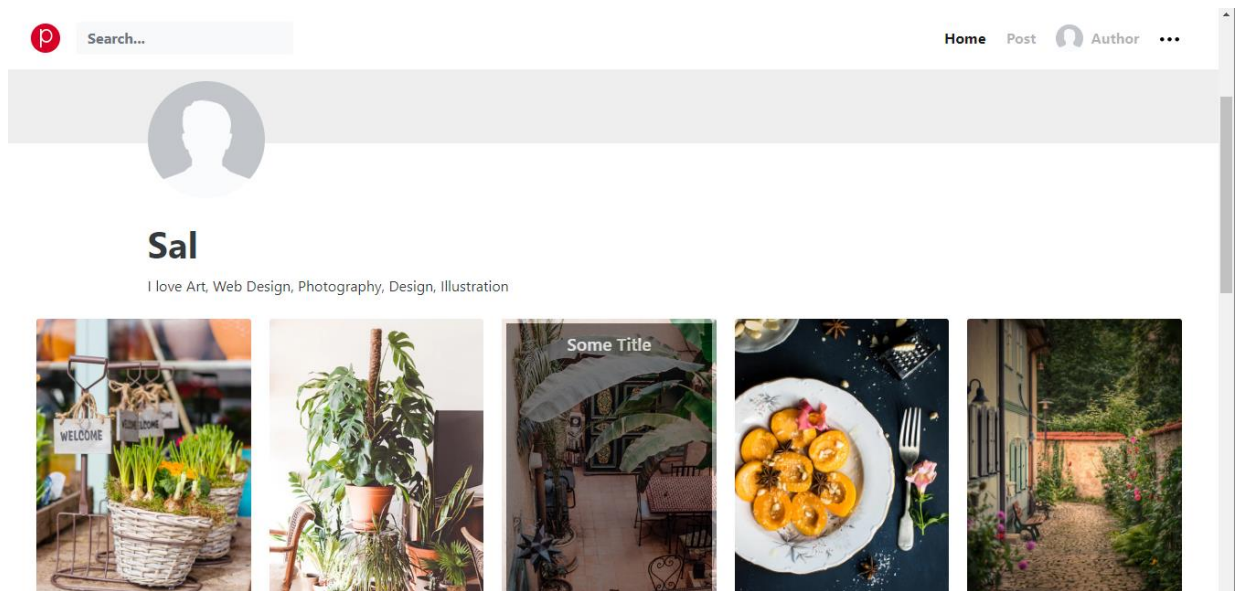 p Search... Home Post Author •••
Sal
I love Art, Web Design, Photography, Design, Illustration
Some Title
WELCOME